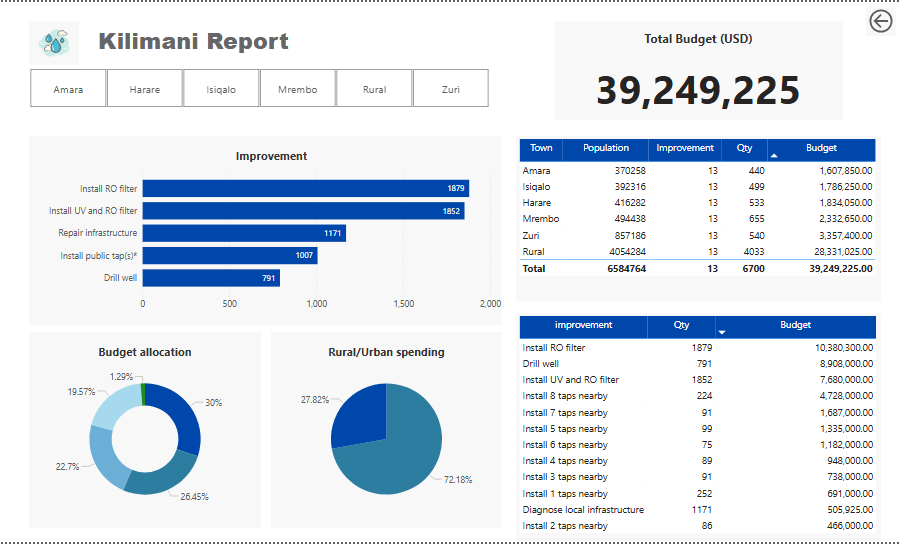 Kilimani Report
Amara Harare Isiqalo Mrembo Rural Zuri
Total Budget (USD)
39,249,225
Improvement
Install RO filter 1879
Install UV and RO filter 1852
Repair infrastructure 1171
Install public tap(s)* 1007
Drill well 791
0 500 1,000 1,500 2,000
Town Population Improvement Qty Budget
Amara 370258 13 440 1,607,850.00
Isiqalo 392316 13 499 1,786,250.00
Harare 416282 13 533 1,834,050.00
Mrembo 494438 13 655 2,332,650.00
Zuri 857186 13 540 3,357,400.00
Rural 4054284 13 4033 28,331,025.00
Total 6584764 13 6700 39,249,225.00
Budget allocation
1.29%
19.57%
30%
22.7%
26.45%
Rural/Urban spending
27.82%
72.18%
improvement Qty Budget
Install RO filter 1879 10,380,300.00
Drill well 791 8,908,000.00
Install UV and RO filter 1852 7,680,000.00
Install 8 taps nearby 224 4,728,000.00
Install 7 taps nearby 91 1,687,000.00
Install 5 taps nearby 99 1,335,000.00
Install 6 taps nearby 75 1,182,000.00
Install 4 taps nearby 89 948,000.00
Install 3 taps nearby 91 738,000.00
Install 1 taps nearby 252 691,000.00
Diagnose local infrastructure 1171 505,925.00
Install 2 taps nearby 86 466,000.00